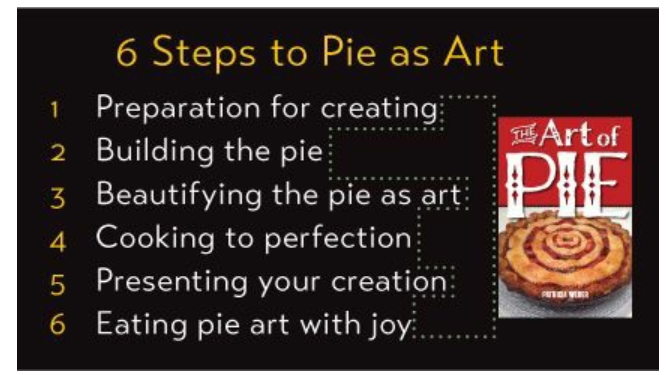 6 Steps to Pie as Art
1 Preparation for creating
2 Building the pie
3 Beautifying the pie as art
4 Cooking to perfection
5 Presenting your creation
6 Eating pie art with joy
THE Art of
PIE
PATRICIA WEBER